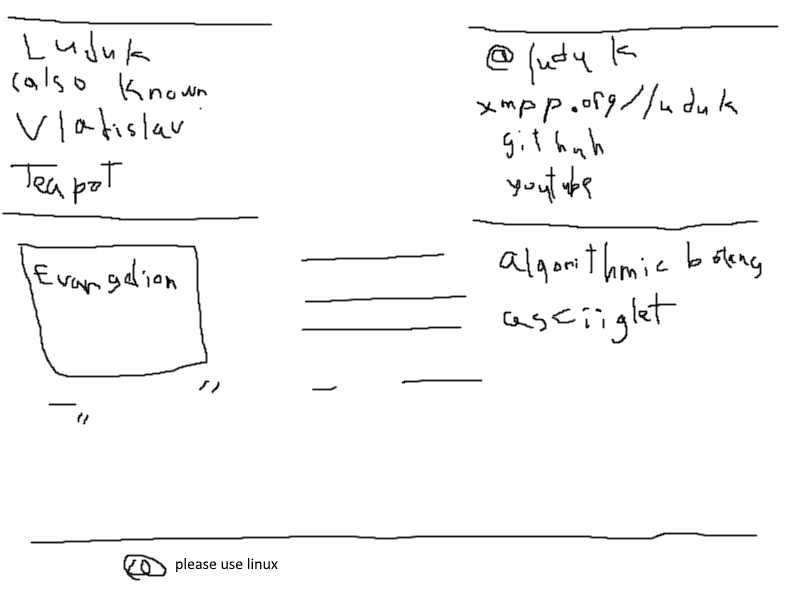 Luduk
(also known
Vlatislav
Teapot
@luduk
xmpp.org//uduk
github
youtube
Evangelion
algorithmic botany
asciiglet
please use linux